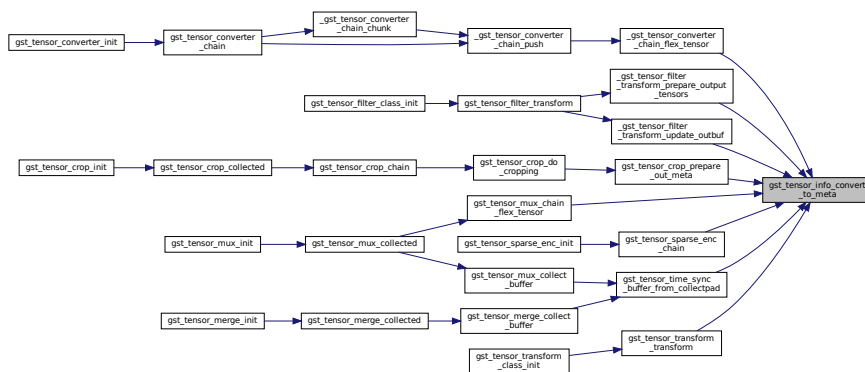 gst_tensor_converter_init
gst_tensor_converter
_chain
_gst_tensor_converter
_chain_chunk
_gst_tensor_converter
_chain_push
_gst_tensor_converter
_chain_flex_tensor
gst_tensor_filter_class_init
gst_tensor_filter_transform
_gst_tensor_filter
_transform_prepare_output
_tensors
_gst_tensor_filter
_transform_update_outbuf
gst_tensor_crop_init
gst_tensor_crop_collected
gst_tensor_crop_chain
gst_tensor_crop_do
_cropping
gst_tensor_crop_prepare
_out_meta
gst_tensor_info_convert
_to_meta
gst_tensor_mux_init
gst_tensor_mux_collected
gst_tensor_mux_chain
_flex_tensor
gst_tensor_sparse_enc_init
gst_tensor_sparse_enc
_chain
gst_tensor_mux_collect
_buffer
gst_tensor_time_sync
_buffer_from_collectpad
gst_tensor_merge_init
gst_tensor_merge_collected
gst_tensor_merge_collect
_buffer
gst_tensor_transform
_class_init
gst_tensor_transform
_transform